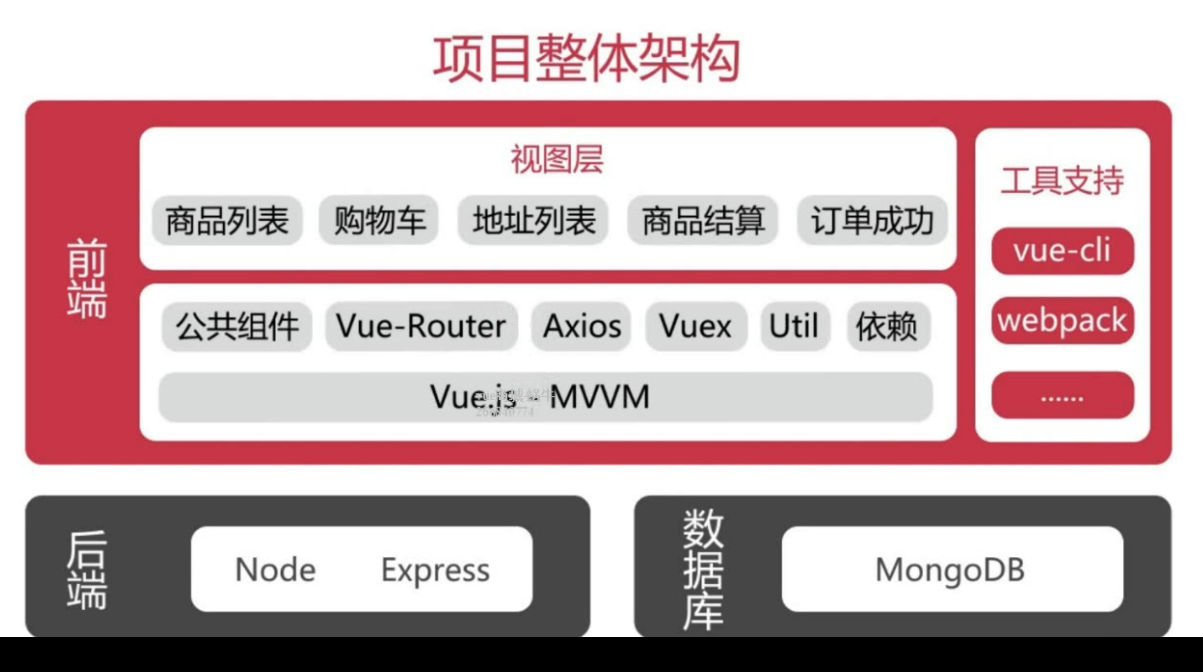 项目整体架构
前端
视图层
商品列表 购物车 地址列表 商品结算 订单成功
公共组件 Vue-Router Axios Vuex Util 依赖
Vue.js - MVVM
工具支持
vue-cli
webpack
......
后端
Node Express
数据库
MongoDB